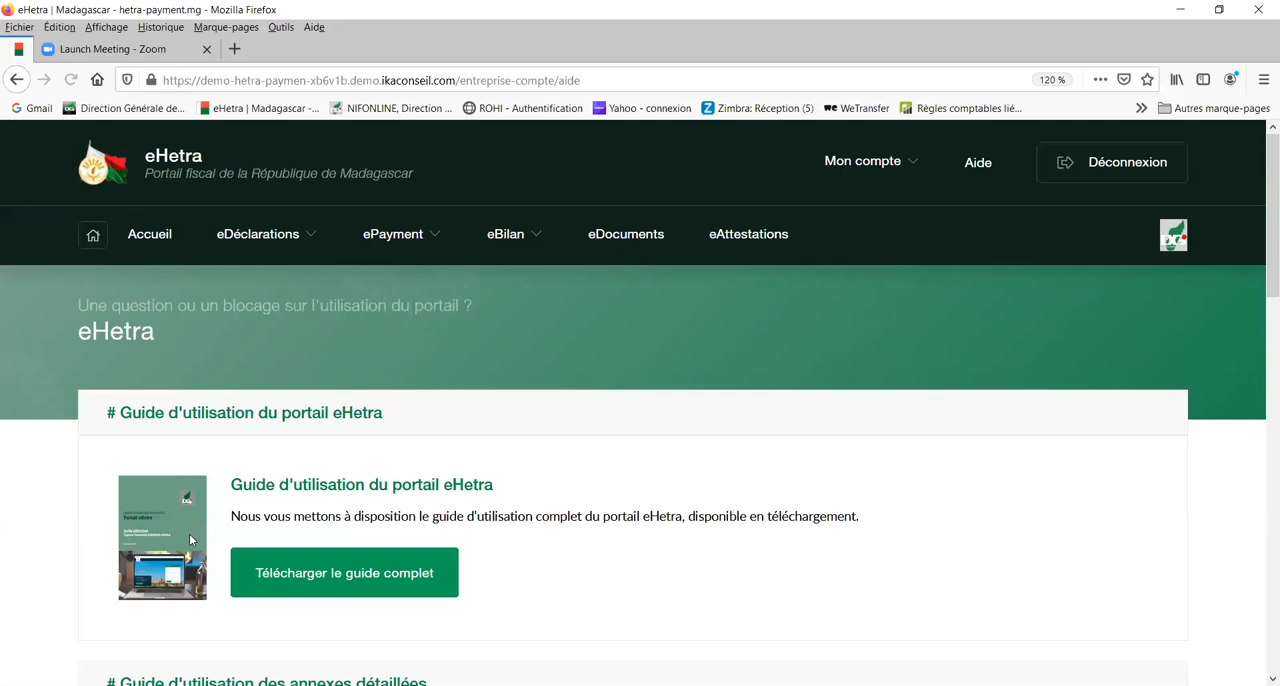 eHetra | Madagascar - hetra-payment.mg - Mozilla Firefox
Fichier Édition Affichage Historique Marque-pages Outils Aide
Launch Meeting - Zoom
https://demo-hetra-paymen-xb6v1b.demo.ikaconseil.com/entreprise-compte/aide
120 %
Gmail Direction Générale de... eHetra | Madagascar -... NIFONLINE, Direction ... ROHI - Authentification Yahoo - connexion Zimbra: Réception (5) WeTransfer Règles comptables lié... Autres marque-pages
eHetra
Portail fiscal de la République de Madagascar
Mon compte Aide Déconnexion
Accueil eDéclarations ePayment eBilan eDocuments eAttestations
Une question ou un blocage sur l'utilisation du portail ?
eHetra
# Guide d'utilisation du portail eHetra
Guide d'utilisation du portail eHetra
Nous vous mettons à disposition le guide d'utilisation complet du portail eHetra, disponible en téléchargement.
Portail eHetra
Télécharger le guide complet
# Guide d'utilisation des annexes détaillées